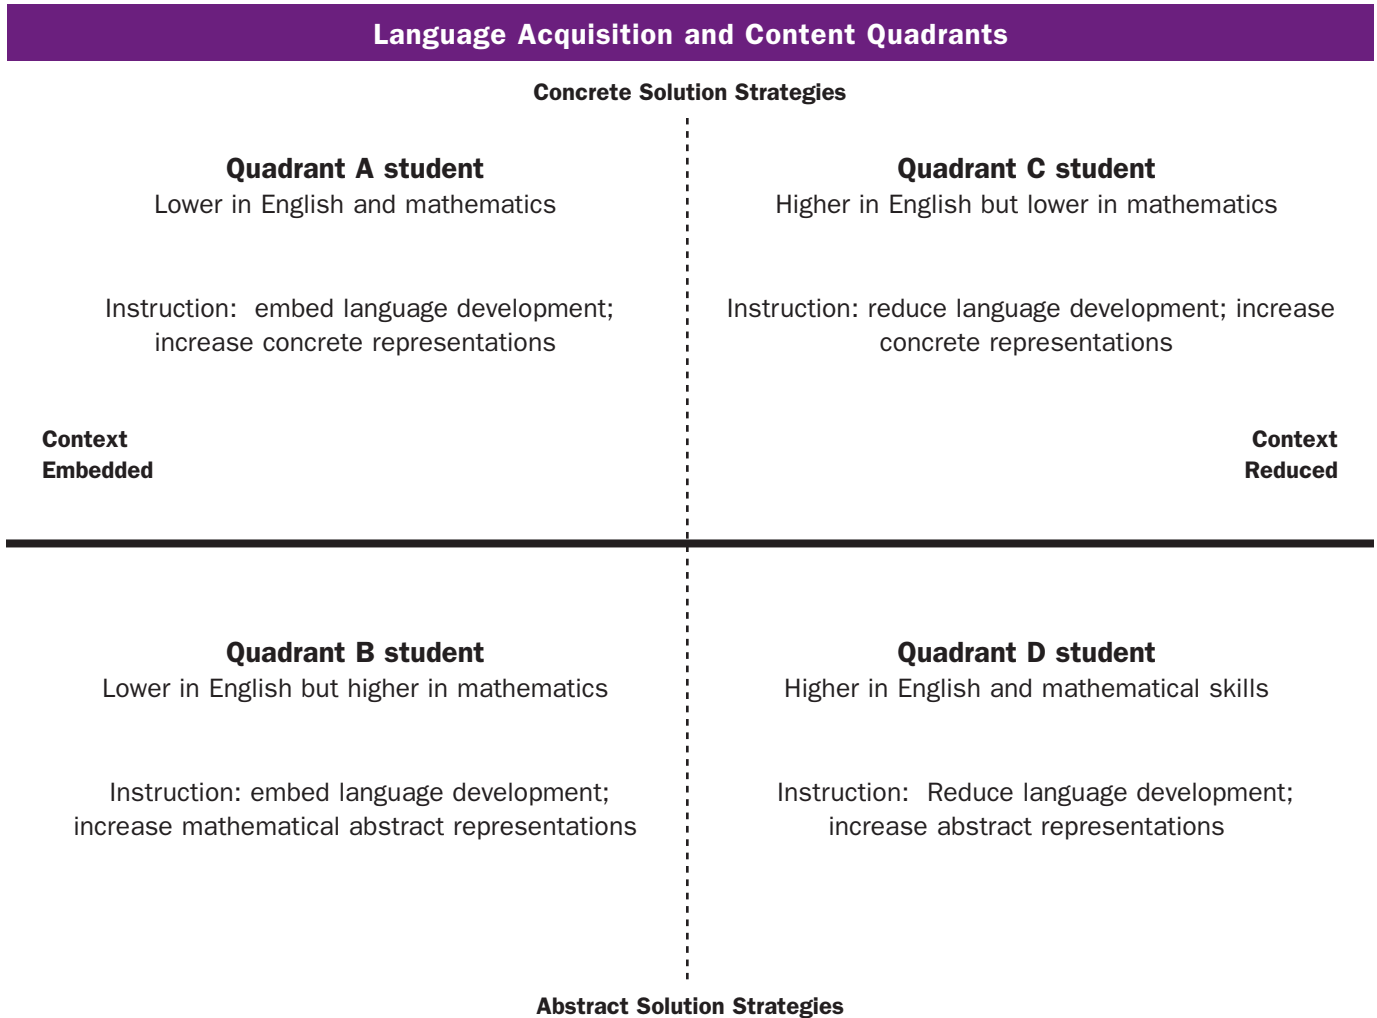 Language Acquisition and Content Quadrants
Concrete Solution Strategies
Quadrant A student
Lower in English and mathematics
Instruction:  embed language development;
increase concrete representations
Quadrant C student
Higher in English but lower in mathematics
Instruction: reduce language development; increase
concrete representations
Context
Embedded
Context
Reduced
Quadrant B student
Lower in English but higher in mathematics
Instruction: embed language development;
increase mathematical abstract representations
Quadrant D student
Higher in English and mathematical skills
Instruction:  Reduce language development;
increase abstract representations
Abstract Solution Strategies